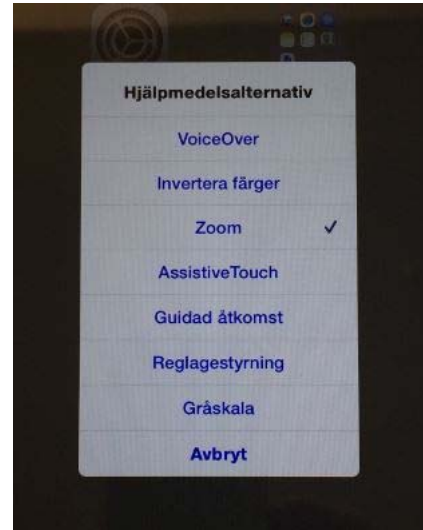 Hjälpmedelsalternativ
VoiceOver
Invertera färger
Zoom ✓
AssistiveTouch
Guidad åtkomst
Reglagestyrning
Gråskala
Avbryt